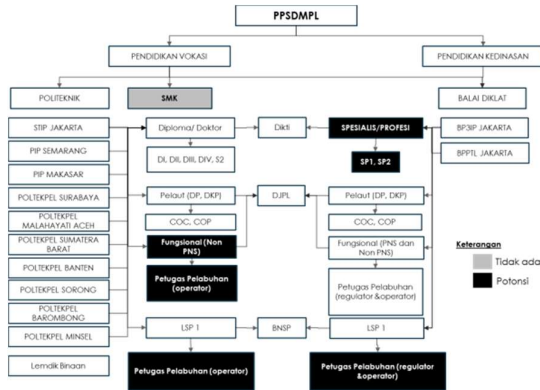 PPSDMPL
PENDIDIKAN VOKASI
PENDIDIKAN KEDINASAN
POLITEKNIK
SMK
BALAI DIKLAT
STIP JAKARTA
Diploma/ Doktor
Dikti
SPESIALIS/PROFESI
BP3IP JAKARTA
PIP SEMARANG
DI, DII, DIII, DIV, S2
SP1, SP2
BPPTL JAKARTA
PIP MAKASAR
POLTEKPEL SURABAYA
Pelaut (DP, DKP)
DJPL
Pelaut (DP, DKP)
POLTEKPEL
MALAHAYATI ACEH
COC, COP
COC, COP
POLTEKPEL SUMATERA
BARAT
Fungsional (Non
PNS)
Fungsional (PNS dan
Non PNS)
Keterangan
Tidak ada
Potonsi
POLTEKPEL BANTEN
Petugas Pelabuhan
(operator)
Petugas Pelabuhan
(regulator &operator)
POLTEKPEL SORONG
POLTEKPEL
BAROMBONG
POLTEKPEL MINSEL
LSP 1
BNSP
LSP 1
Lemdik Binaan
Petugas Pelabuhan (operator)
Petugas Pelabuhan (regulator
&operator)